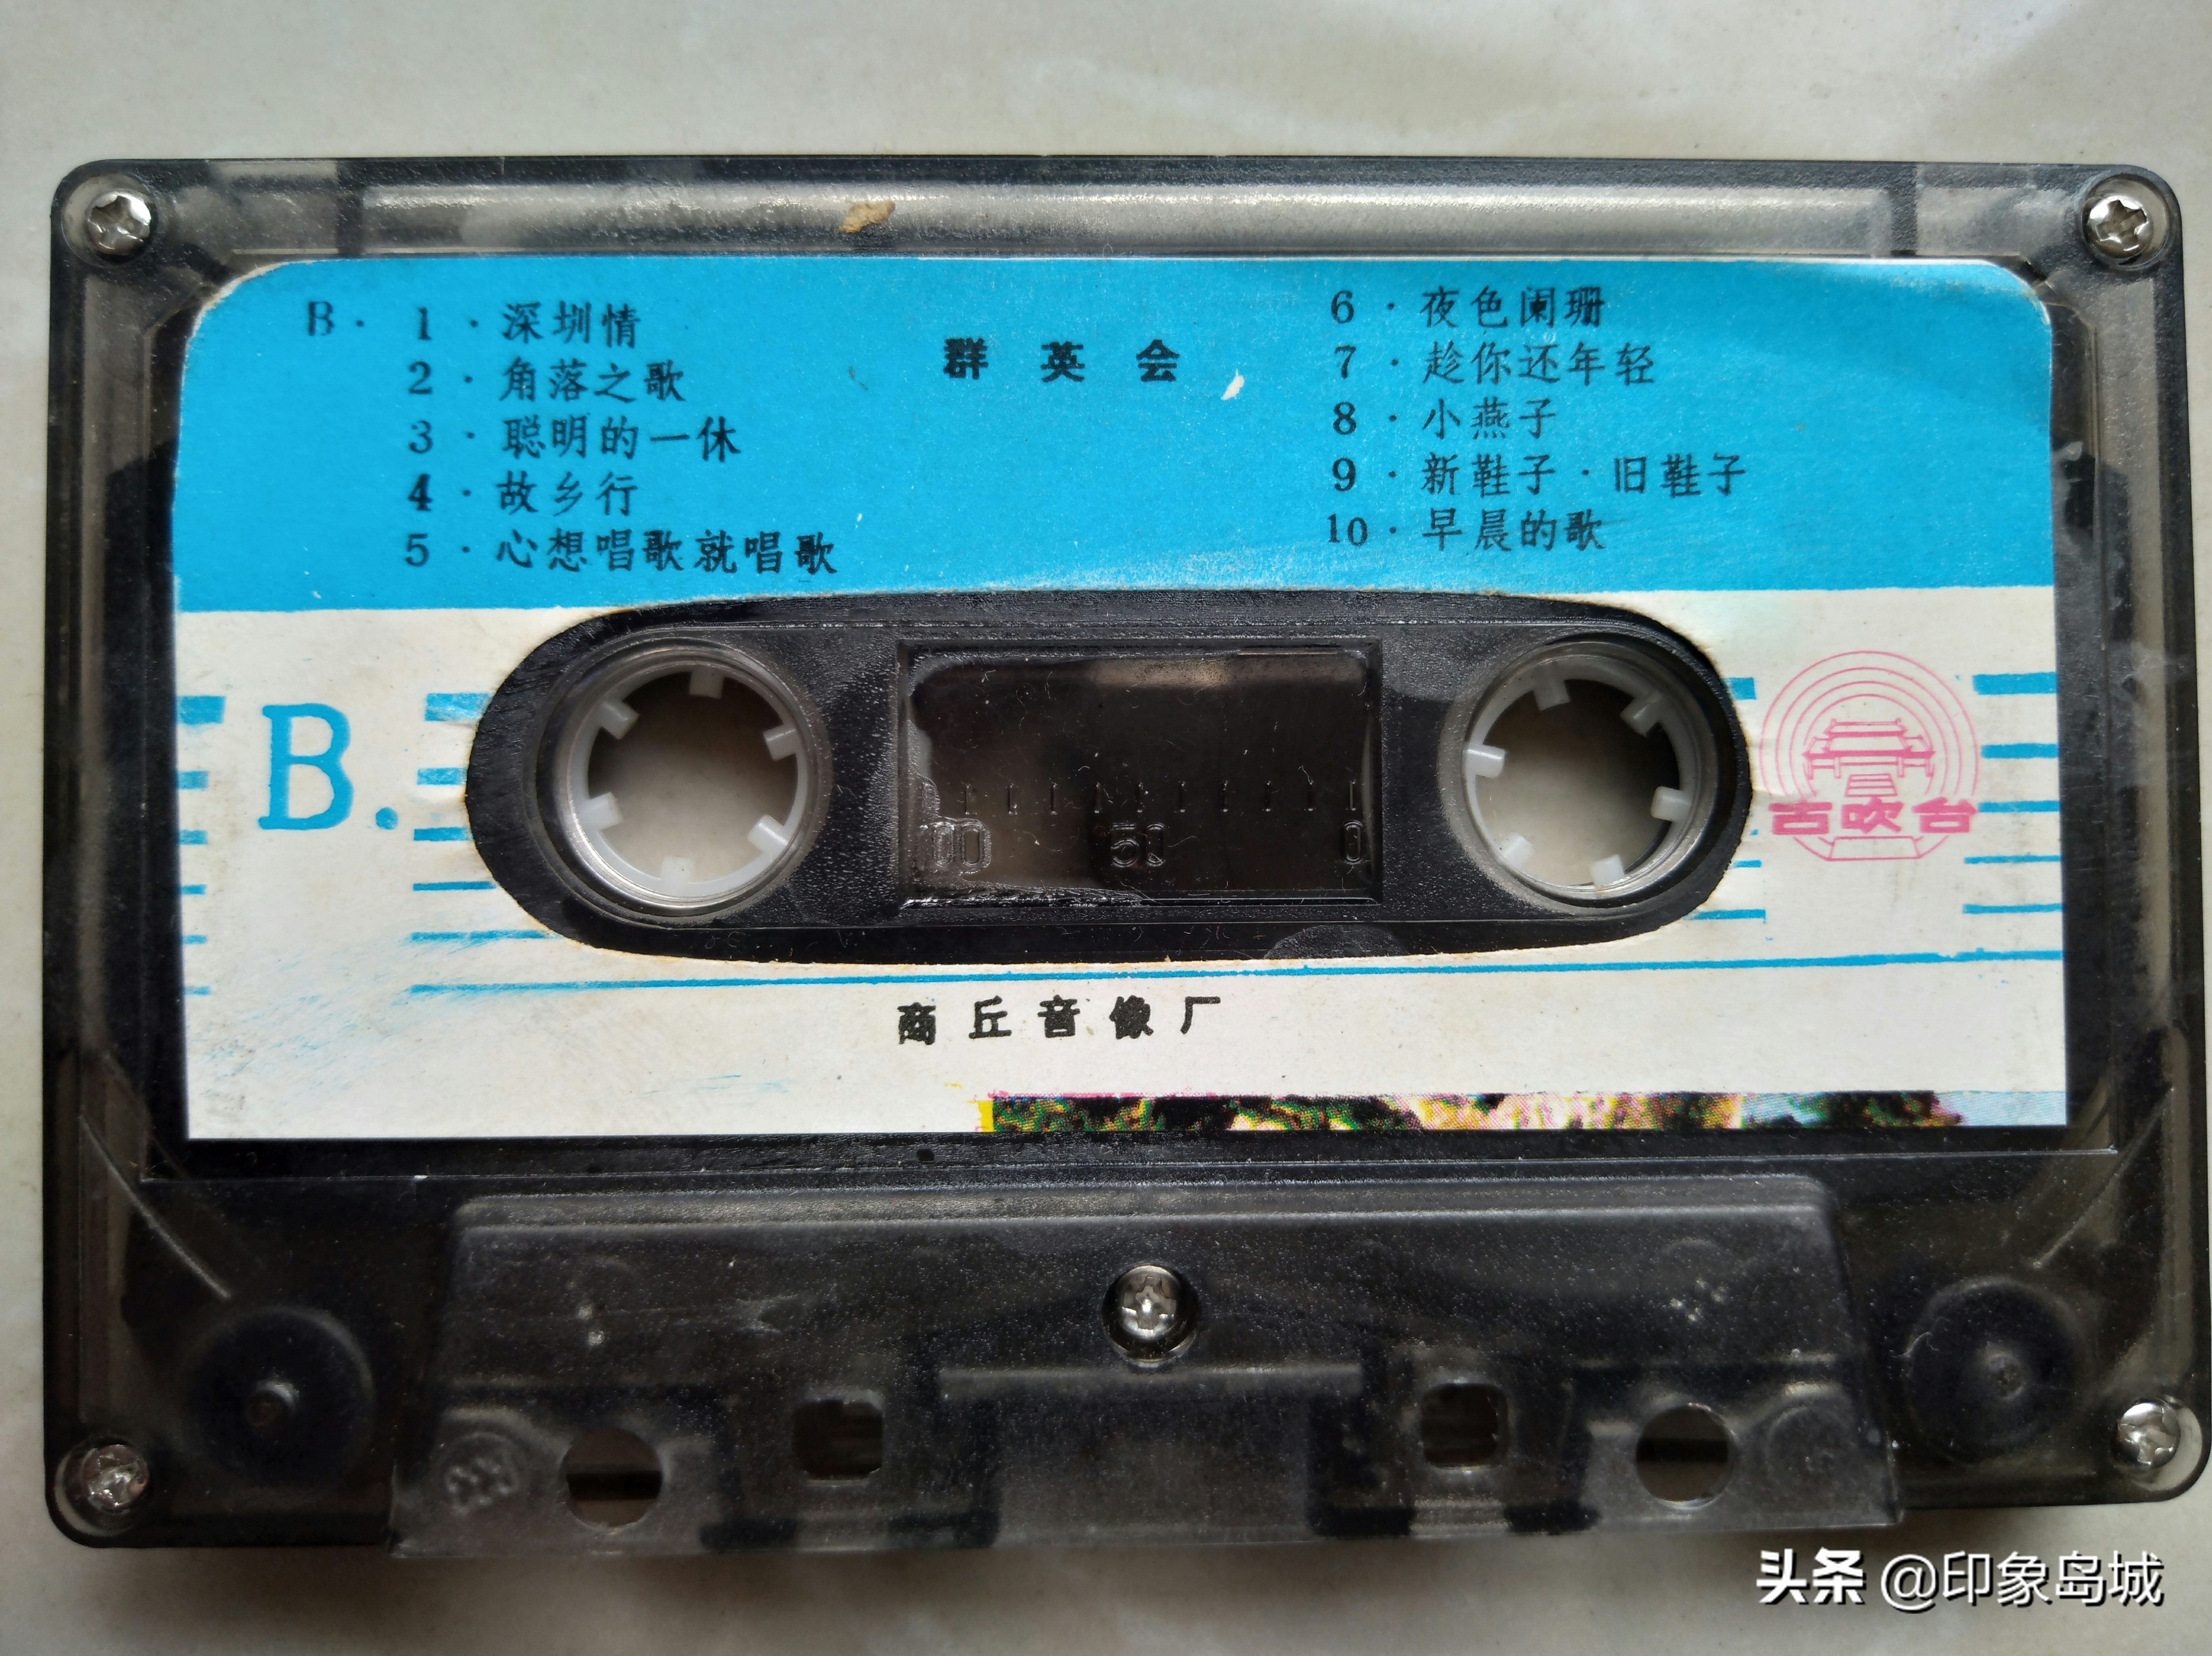 B· 1·深圳情
2·角落之歌
3·聪明的一休
4·故乡行
5·心想唱歌就唱歌
群英会
6·夜色阑珊
7·趁你还年轻
8·小燕子
9·新鞋子·旧鞋子
10·早晨的歌
B.
100 50 0
古吹台
商丘音像厂
头条 @印象岛城